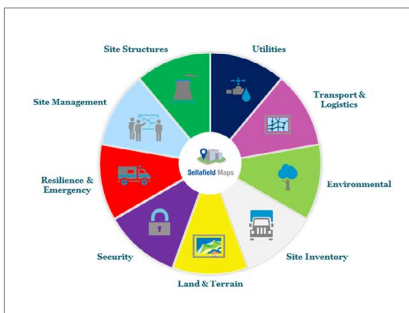 Site Structures
Utilities
Transport &
Logistics
Environmental
Site Inventory
Land & Terrain
Security
Resilience &
Emergency
Site Management
Sellafield Maps